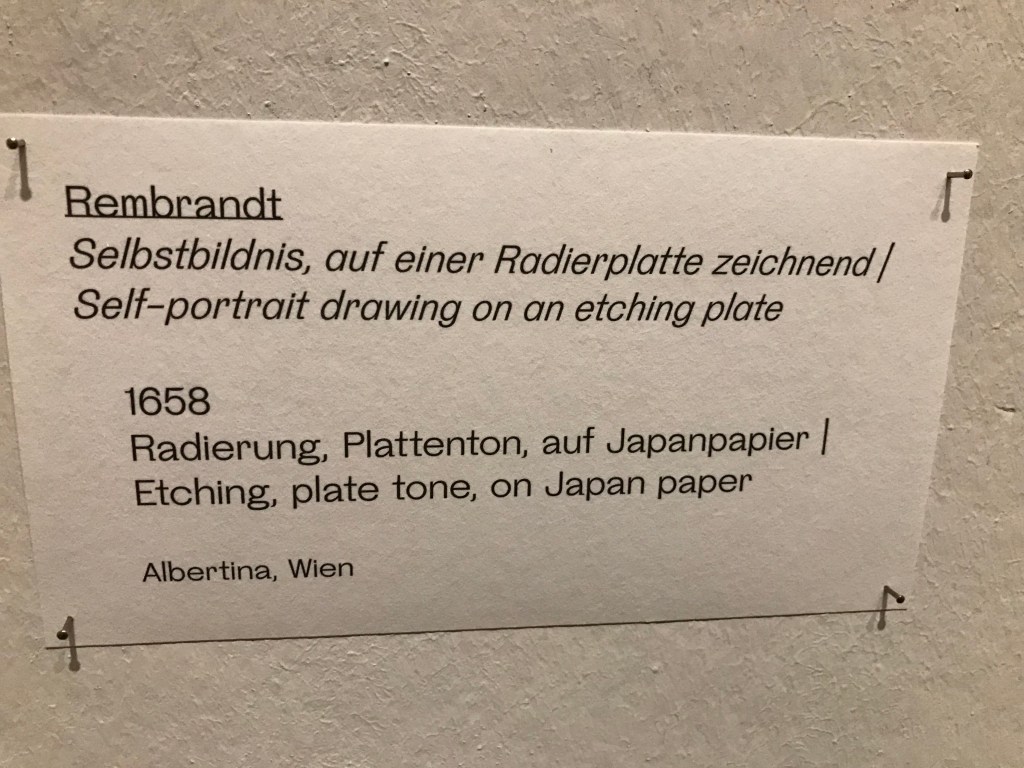 Rembrandt
Selbstbildnis, auf einer Radierplatte zeichnend |
Self-portrait drawing on an etching plate
1658
Radierung, Plattenton, auf Japanpapier |
Etching, plate tone, on Japan paper
Albertina, Wien